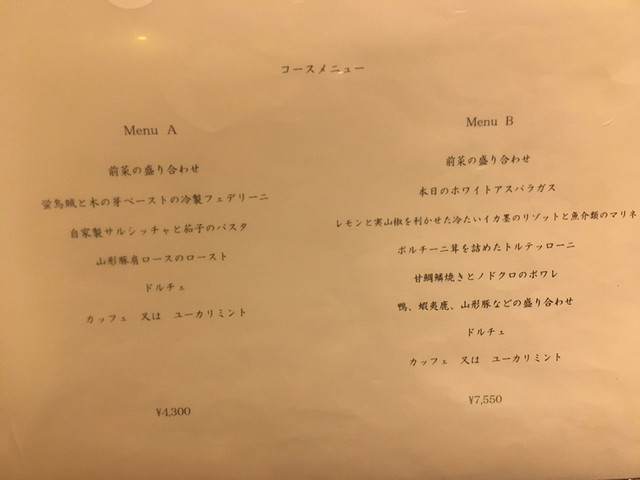 コースメニュー
Menu A
前菜の盛り合わせ
蛍烏賊と木の芽ペーストの冷製フェデリーニ
自家製サルシッチャと茄子のパスタ
山形豚肩ロースのロースト
ドルチェ
カッフェ 又は ユーカリミント
¥4,300
Menu B
前菜の盛り合わせ
本日のホワイトアスパラガス
レモンと実山椒を利かせた冷たいイカ墨のリゾットと魚介類のマリネ
ポルチーニ茸を詰めたトルテッローニ
甘鯛鱗焼きとノドクロのポワレ
鴨、蝦夷鹿、山形豚などの盛り合わせ
ドルチェ
カッフェ 又は ユーカリミント
¥7,550